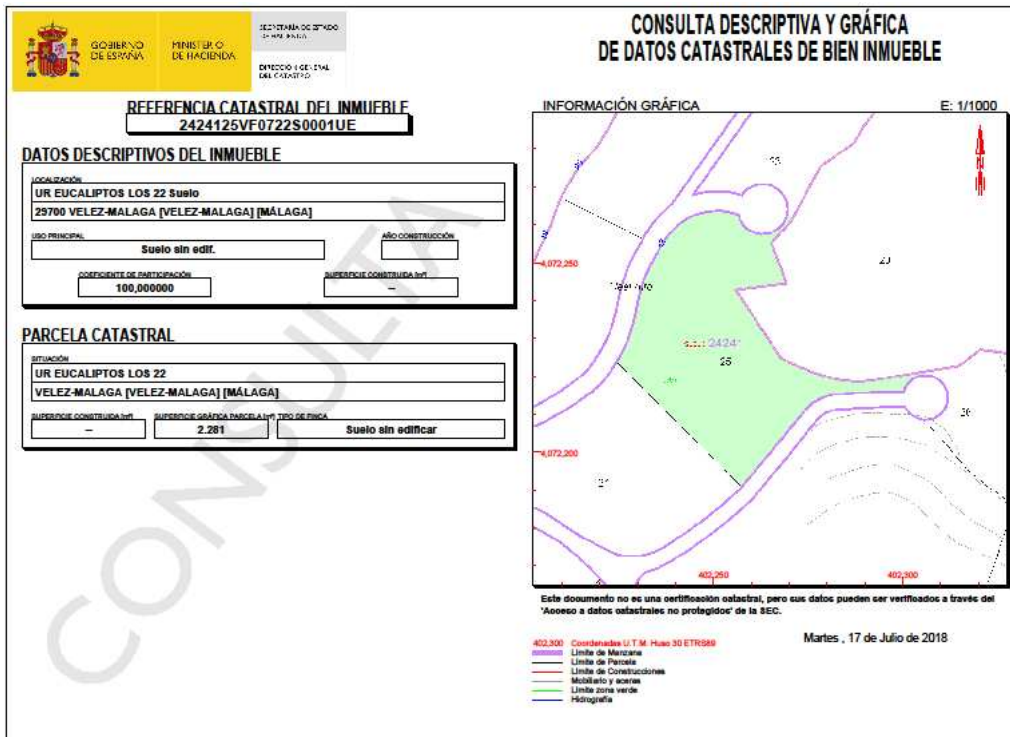 GOBIERNO
DE ESPAÑA
MINISTERIO
DE HACIENDA
SECRETARÍA DE ESTADO
DE HACIENDA
DIRECCIÓN GENERAL
DEL CATASTRO
CONSULTA DESCRIPTIVA Y GRÁFICA
DE DATOS CATASTRALES DE BIEN INMUEBLE
REFERENCIA CATASTRAL DEL INMUEBLE
2424125VF0722S0001UE
DATOS DESCRIPTIVOS DEL INMUEBLE
LOCALIZACIÓN
UR EUCALIPTOS LOS 22 Suelo
29700 VELEZ-MALAGA [VELEZ-MALAGA] [MÁLAGA]
USO PRINCIPAL
AÑO CONSTRUCCIÓN
Suelo sin edif.
COEFICIENTE DE PARTICIPACIÓN
SUPERFICIE CONSTRUIDA [m²]
100,000000
--
PARCELA CATASTRAL
SITUACIÓN
UR EUCALIPTOS LOS 22
VELEZ-MALAGA [VELEZ-MALAGA] [MÁLAGA]
SUPERFICIE CONSTRUIDA [m²]
SUPERFICIE GRÁFICA PARCELA [m²]
TIPO DE FINCA
--
2.281
Suelo sin edificar
CONSULTA
INFORMACIÓN GRÁFICA
E: 1/1000
23
4,072,250
24241
25
4,072,200
21
402,250
402,300
Este documento no es una certificación catastral, pero sus datos pueden ser verificados a través del
'Acceso a datos catastrales no protegidos' de la SEC.
402,300 Coordenadas U.T.M. Huso 30 ETRS89
Límite de Manzana
Límite de Parcela
Límite de Construcciones
Mobiliario y aceras
Límite zona verde
Hidrografía
Martes , 17 de Julio de 2018